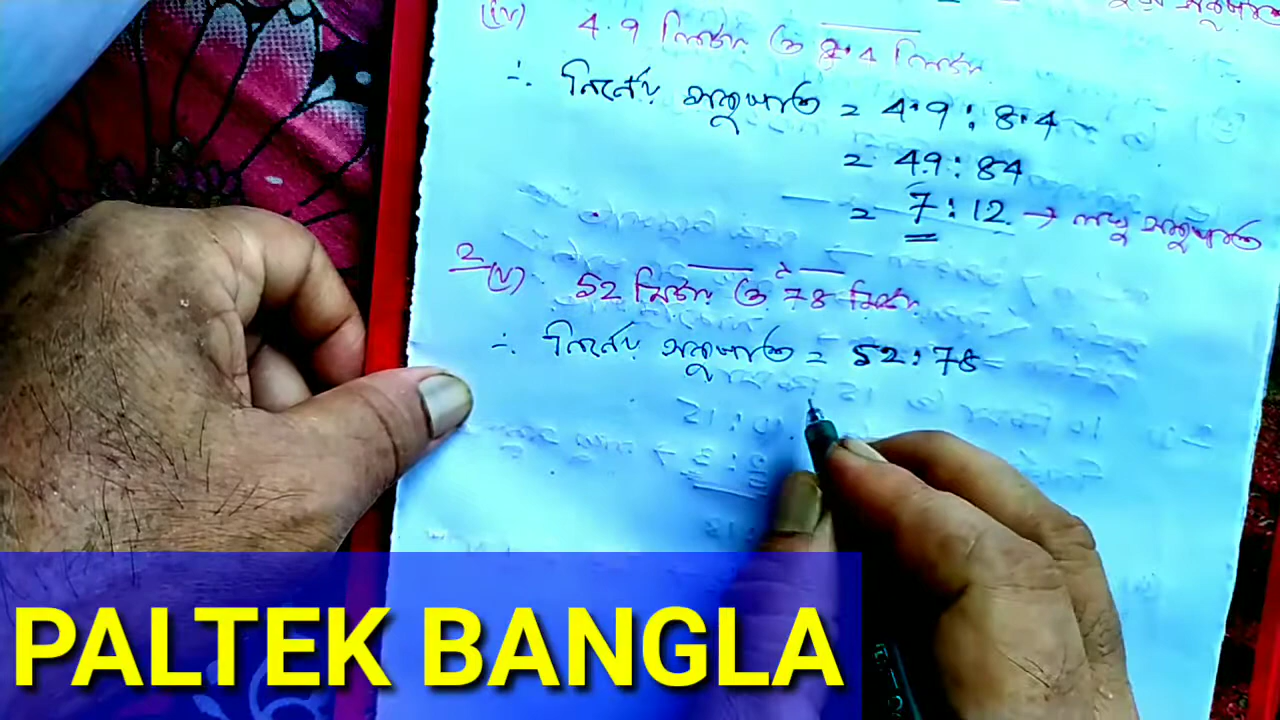 (iv) 4.9 লিটার ও 8.4 লিটার
∴ নির্ণেয় অনুপাত = 4.9 : 8.4
= 49 : 84
= 7 : 12 → লঘু অনুপাত
2 (v) 52 মিটার ও 78 মিটার
∴ নির্ণেয় অনুপাত = 52 : 78
PALTEK BANGLA